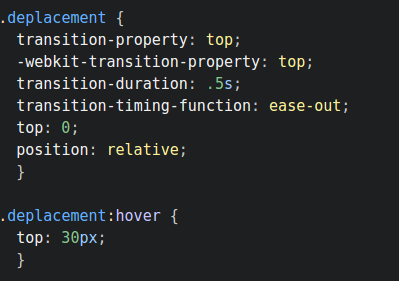 .deplacement {
transition-property: top;
-webkit-transition-property: top;
transition-duration: .5s;
transition-timing-function: ease-out;
top: 0;
position: relative;
}
.deplacement:hover {
top: 30px;
}